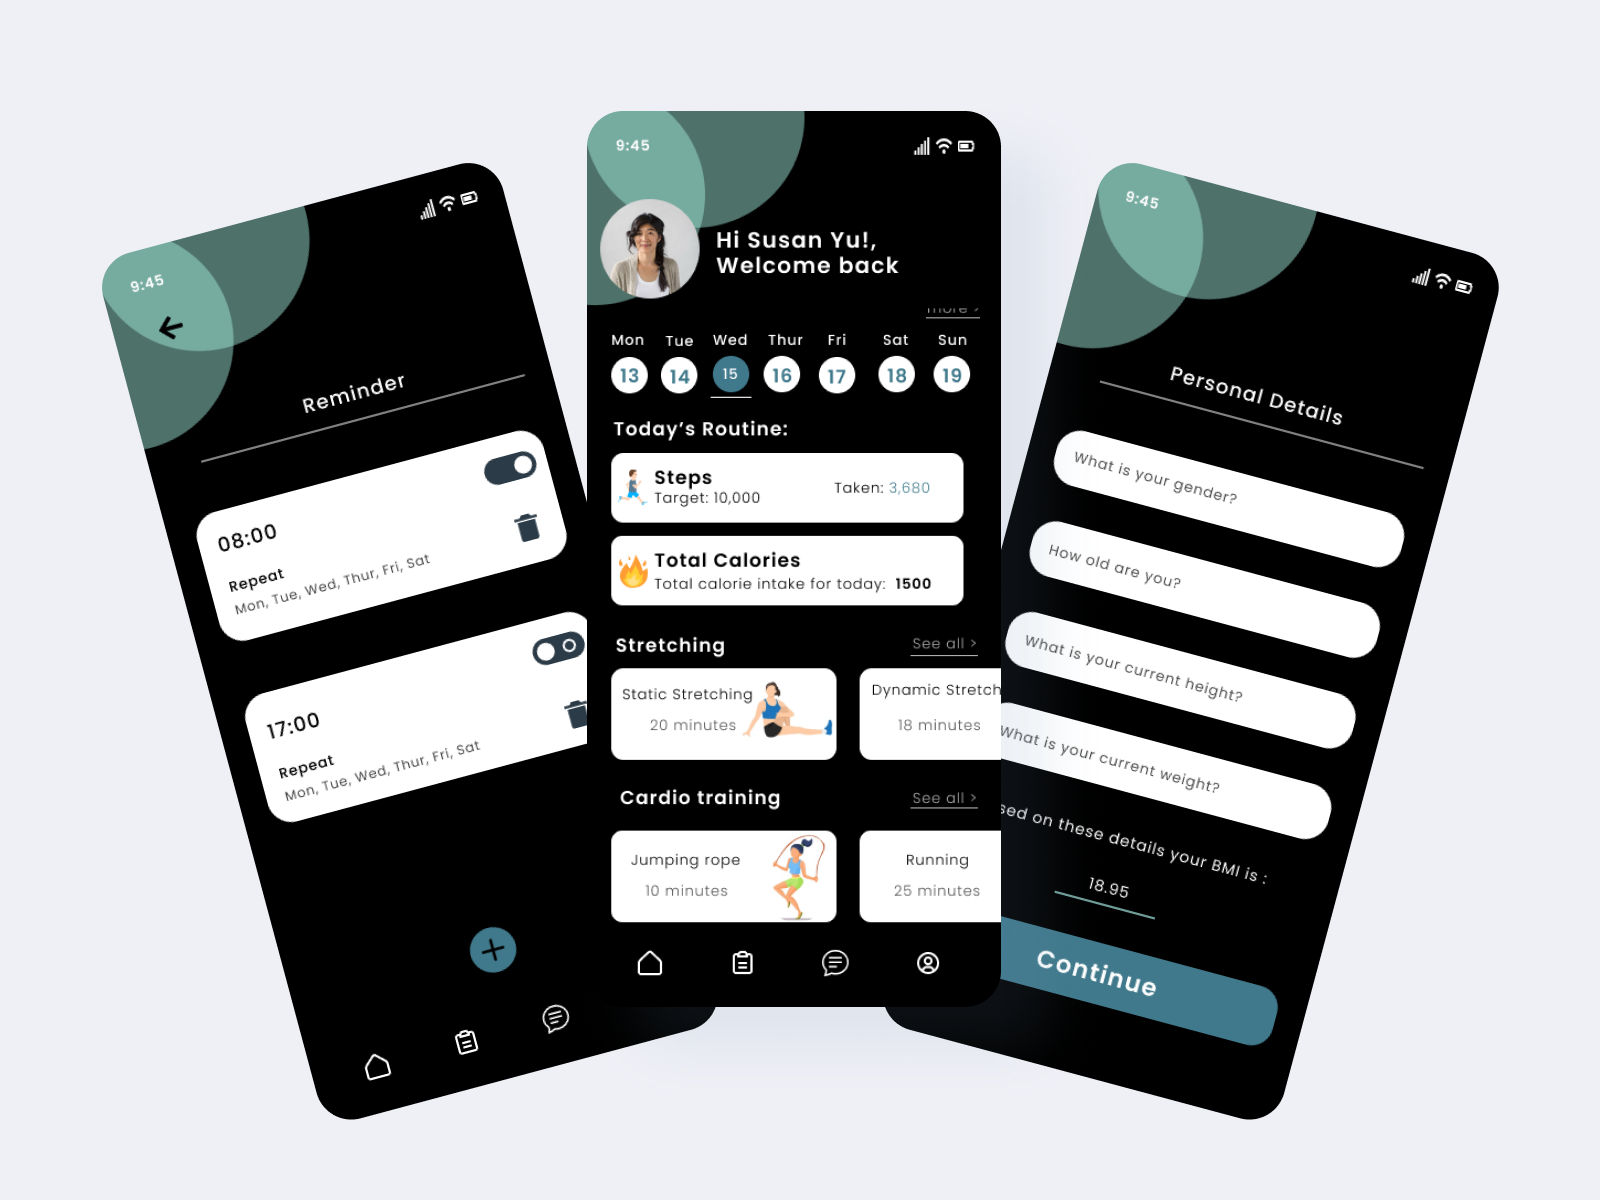 9:45
Reminder
08:00
Repeat
Mon, Tue, Wed, Thur, Fri, Sat
17:00
Repeat
Mon, Tue, Wed, Thur, Fri, Sat
9:45
Hi Susan Yu!,
Welcome back
more >
Mon Tue Wed Thur Fri Sat Sun
13 14 15 16 17 18 19
Today’s Routine:
Steps
Target: 10,000
Taken: 3,680
Total Calories
Total calorie intake for today: 1500
Stretching
See all >
Static Stretching
20 minutes
Dynamic Stretch
18 minutes
Cardio training
See all >
Jumping rope
10 minutes
Running
25 minutes
9:45
Personal Details
What is your gender?
How old are you?
What is your current height?
What is your current weight?
sed on these details your BMI is :
18.95
Continue